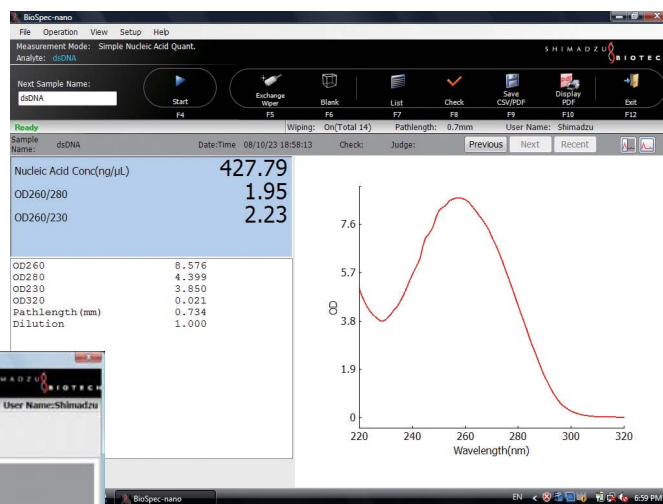 BioSpec-nano
File Operation View Setup Help
Measurement Mode: Simple Nucleic Acid Quant.
Analyte: dsDNA
SHIMADZU
BIOTEC
Next Sample Name:
dsDNA
Start
Exchange Wiper
Blank
List
Check
Save CSV/PDF
Display PDF
Exit
F4 F5 F6 F7 F8 F9 F10 F12
Ready Wiping: On(Total 14) Pathlength: 0.7mm User Name: Shimadzu
Sample Name: dsDNA Date:Time 08/10/23 18:58:13 Check: Judge: Previous Next Recent
Nucleic Acid Conc(ng/µL) 427.79
OD260/280 1.95
OD260/230 2.23
OD260 8.576
OD280 4.399
OD230 3.850
OD320 0.021
Pathlength(mm) 0.734
Dilution 1.000
7.6
5.7
OD
3.8
1.9
0
220 240 260 280 300 320
Wavelength(nm)
MADZU
BIOTECH
User Name:Shimadzu
BioSpec-nano
EN < 6:59 PM